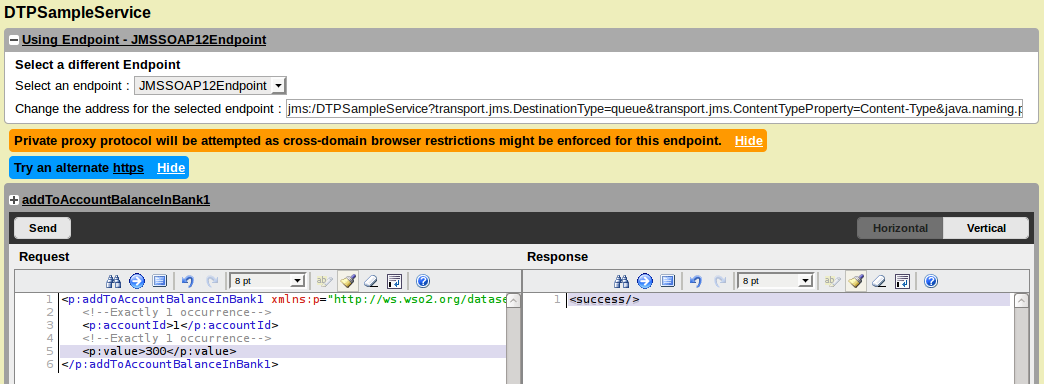 DTPSampleService
Using Endpoint - JMSSOAP12Endpoint
Select a different Endpoint
Select an endpoint : JMSSOAP12Endpoint
Change the address for the selected endpoint : jms:/DTPSampleService?transport.jms.DestinationType=queue&transport.jms.ContentTypeProperty=Content-Type&java.naming.p
Private proxy protocol will be attempted as cross-domain browser restrictions might be enforced for this endpoint. Hide
Try an alternate https Hide
addToAccountBalanceInBank1
Send Horizontal Vertical
Request
8 pt
1 <p:addToAccountBalanceInBank1 xmlns:p="http://ws.wso2.org/datase
2 <!--Exactly 1 occurrence-->
3 <p:accountId>1</p:accountId>
4 <!--Exactly 1 occurrence-->
5 <p:value>300</p:value>
6 </p:addToAccountBalanceInBank1>
Response
8 pt
1 <success/>